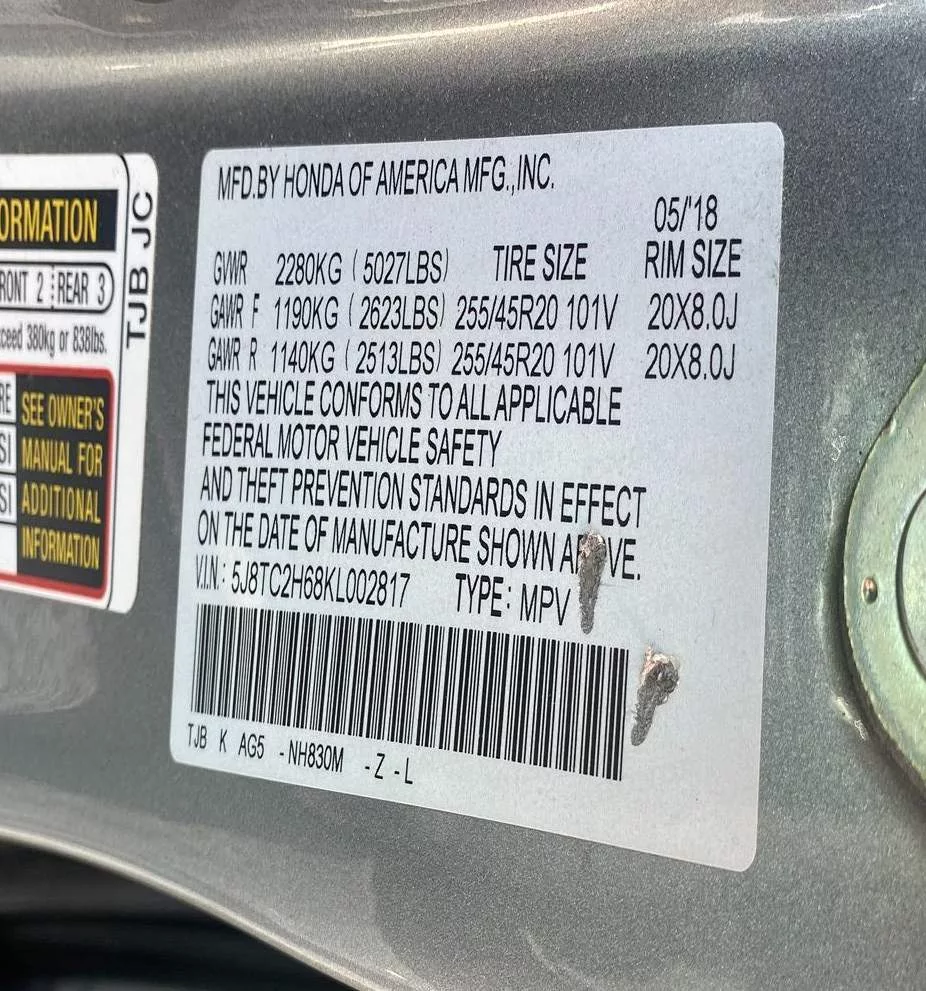 ORMATION
RONT 2 REAR 3
ceed 380kg or 838lbs.
RE
SI
SI
SEE OWNER'S
MANUAL FOR
ADDITIONAL
INFORMATION
TJB JC
MFD.BY HONDA OF AMERICA MFG.,INC.
05/'18
GVWR 2280KG (5027LBS) TIRE SIZE RIM SIZE
GAWR F 1190KG (2623LBS) 255/45R20 101V 20X8.0J
GAWR R 1140KG (2513LBS) 255/45R20 101V 20X8.0J
THIS VEHICLE CONFORMS TO ALL APPLICABLE
FEDERAL MOTOR VEHICLE SAFETY
AND THEFT PREVENTION STANDARDS IN EFFECT
ON THE DATE OF MANUFACTURE SHOWN A VE.
V.I.N.: 5J8TC2H68KL002817 TYPE: MPV
TJB K AG5 -NH830M -Z -L